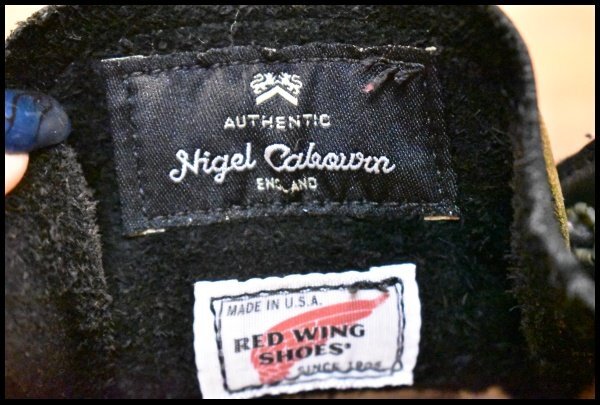 AUTHENTIC
Nigel Cabourn
ENGLAND
MADE IN U.S.A.
RED WING
SHOES'
SINCE 1905